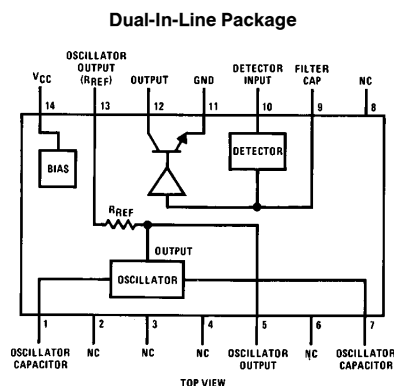 Dual-In-Line Package
OSCILLATOR
OUTPUT
(RREF)
VCC
OUTPUT
GND
DETECTOR
INPUT
FILTER
CAP
NC
14
13
12
11
10
9
8
BIAS
DETECTOR
RREF
OUTPUT
OSCILLATOR
1
2
3
4
5
6
7
OSCILLATOR
CAPACITOR
NC
NC
NC
OSCILLATOR
OUTPUT
NC
OSCILLATOR
CAPACITOR
TOP VIEW